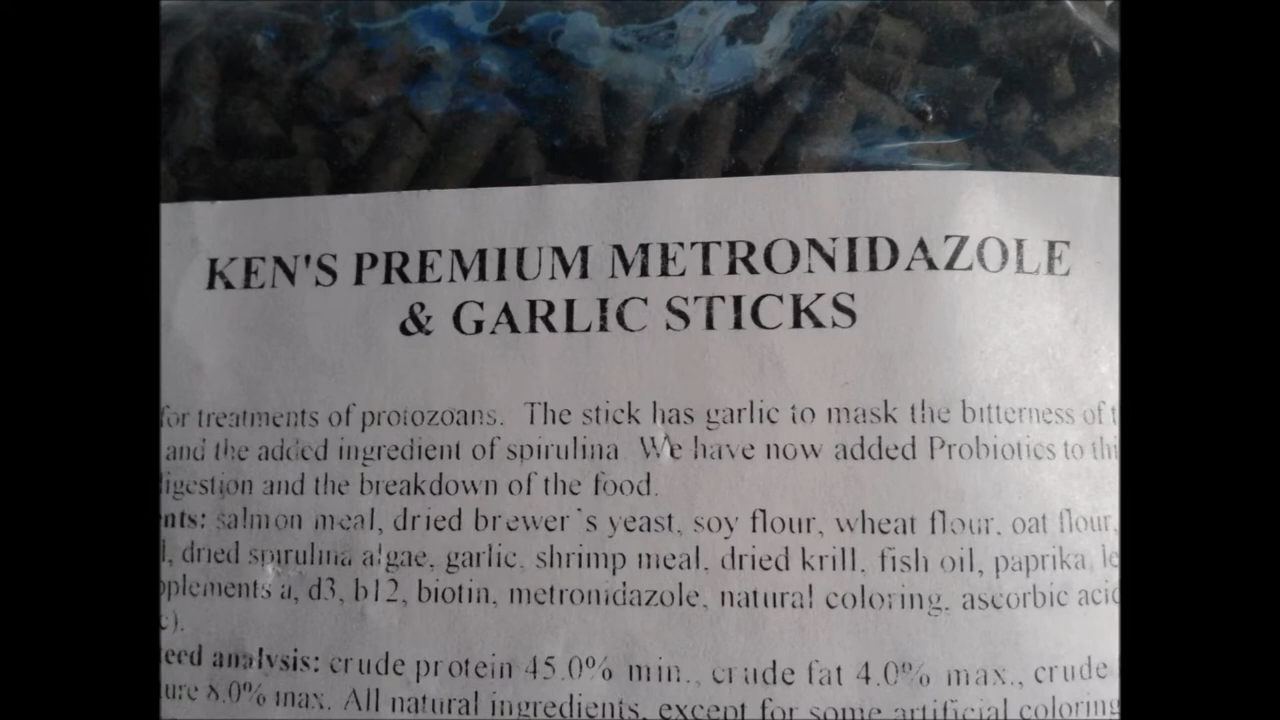 KEN'S PREMIUM METRONIDAZOLE
& GARLIC STICKS
for treatments of protozoans. The stick has garlic to mask the bitterness of
and the added ingredient of spirulina We have now added Probiotics to
igestion and the breakdown of the food.
nts: salmon meal, dried brewer`s yeast, soy flour, wheat flour, oat flour,
l, dried spirulina algae, garlic, shrimp meal, dried krill, fish oil, paprika,
plements a, d3, b12, biotin, metronidazole, natural coloring, ascorbic acid
c).
eed analysis: crude protein 45.0% min., crude fat 4.0% max., crude
ure 8.0% max. All natural ingredients, except for some artificial coloring